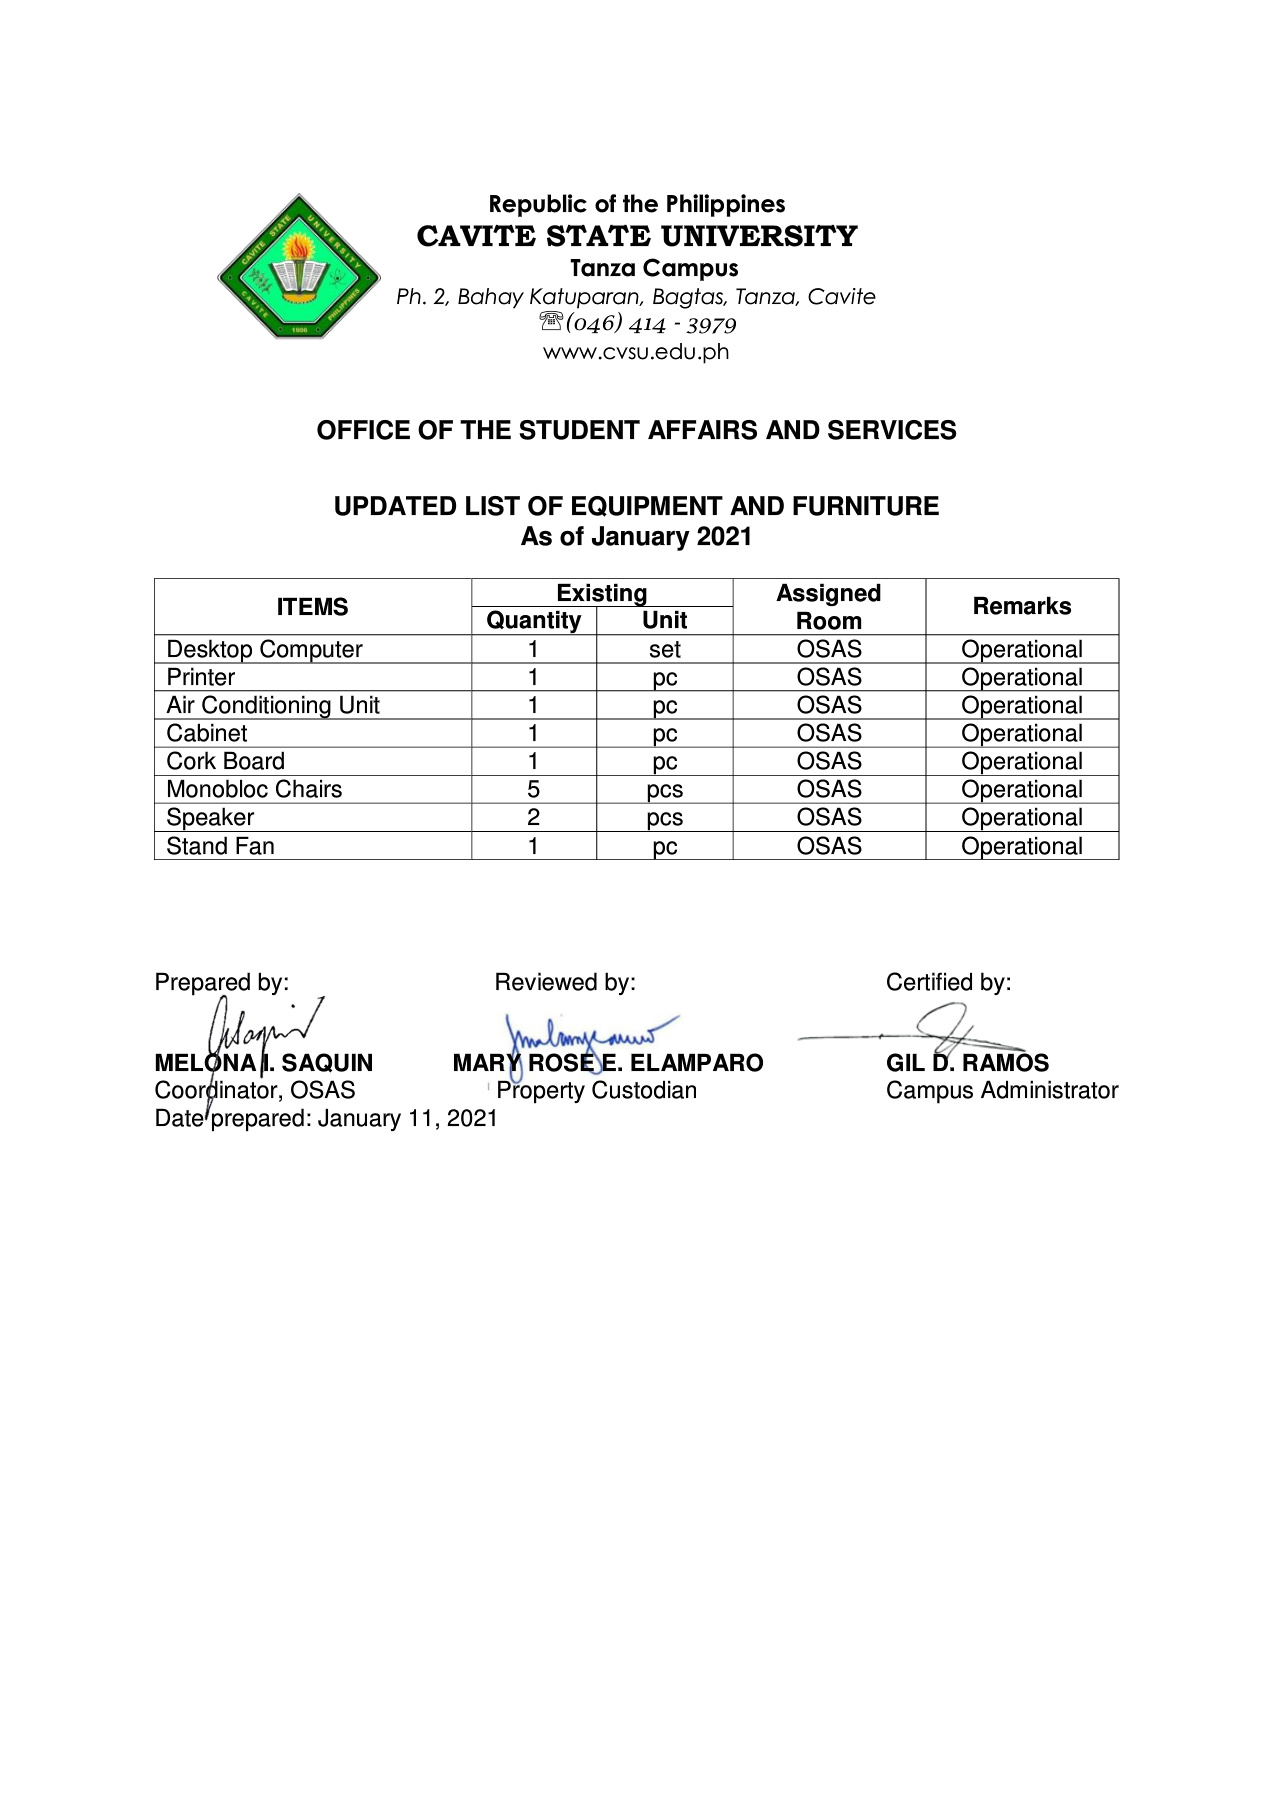 Republic of the Philippines
CAVITE STATE UNIVERSITY
Tanza Campus
Ph. 2, Bahay Katuparan, Bagtas, Tanza, Cavite
☏(046) 414 - 3979
www.cvsu.edu.ph
CAVITE STATE UNIVERSITY
CAVITE PHILIPPINES
1906
OFFICE OF THE STUDENT AFFAIRS AND SERVICES
UPDATED LIST OF EQUIPMENT AND FURNITURE
As of January 2021
ITEMS Existing Assigned Room Remarks
Quantity Unit
Desktop Computer 1 set OSAS Operational
Printer 1 pc OSAS Operational
Air Conditioning Unit 1 pc OSAS Operational
Cabinet 1 pc OSAS Operational
Cork Board 1 pc OSAS Operational
Monobloc Chairs 5 pcs OSAS Operational
Speaker 2 pcs OSAS Operational
Stand Fan 1 pc OSAS Operational
Prepared by: Reviewed by: Certified by:
MELONA I. SAQUIN MARY ROSE E. ELAMPARO GIL D. RAMOS
Coordinator, OSAS Property Custodian Campus Administrator
Date prepared: January 11, 2021